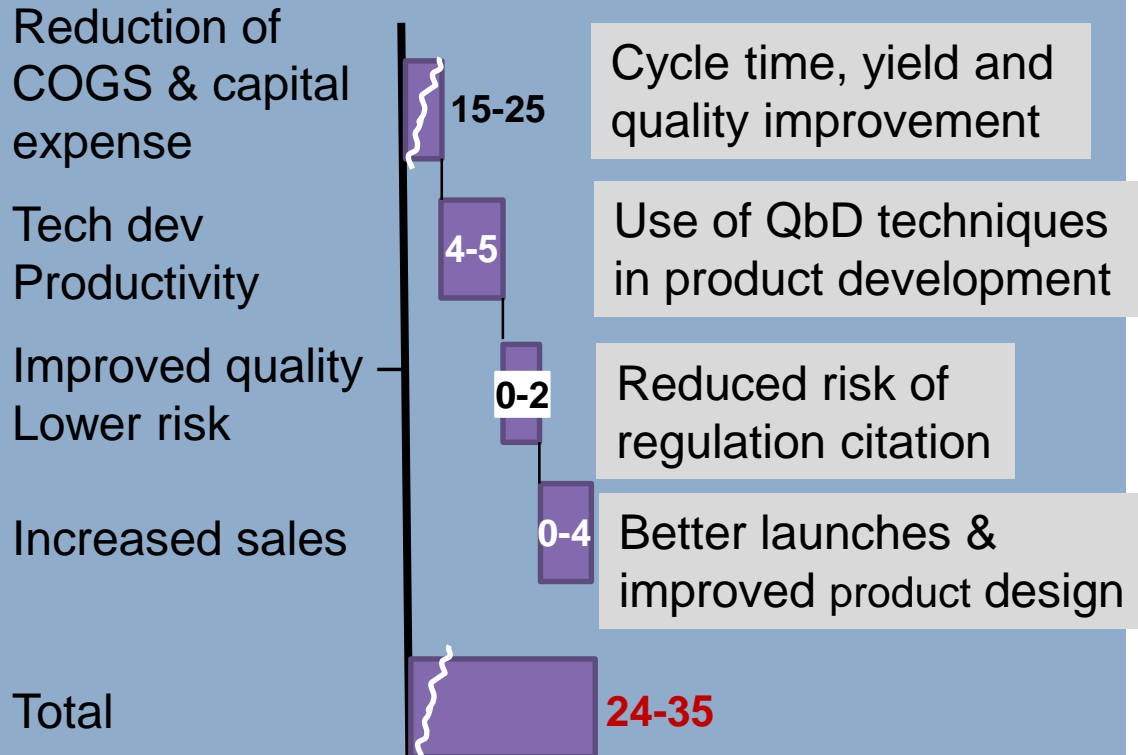 Reduction of
COGS & capital
expense
15-25
Cycle time, yield and
quality improvement
Tech dev
Productivity
4-5
Use of QbD techniques
in product development
Improved quality
Lower risk
0-2
Reduced risk of
regulation citation
Increased sales
0-4
Better launches &
improved product design
Total
24-35